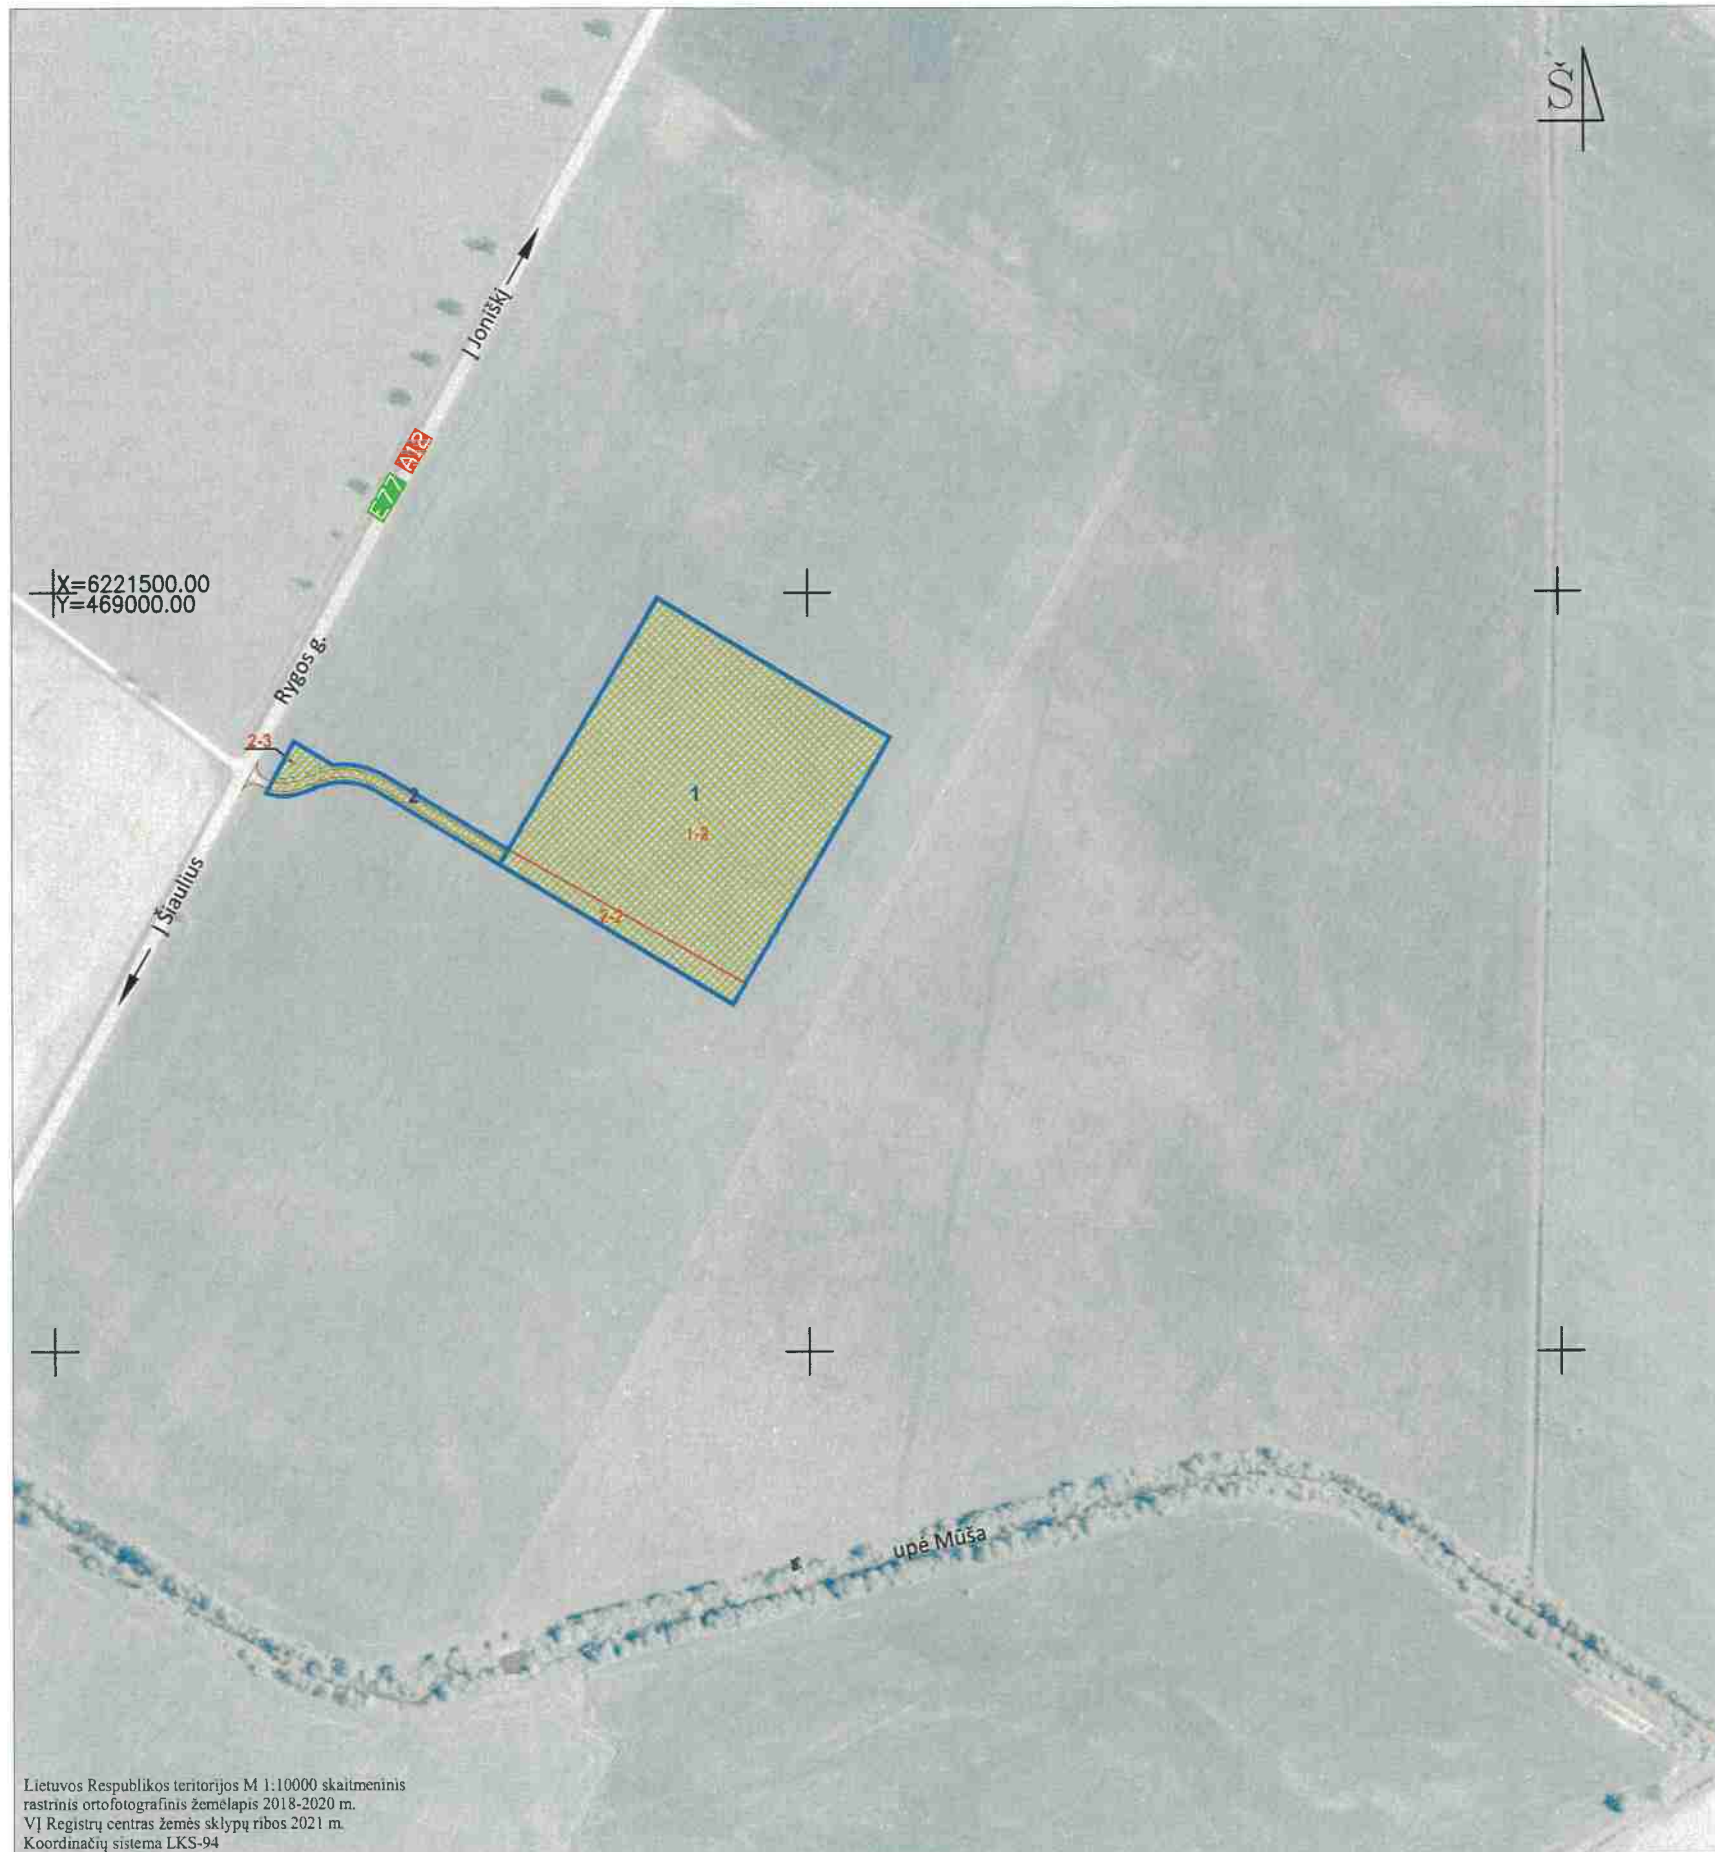 Š
Į Joniškį
A12
E77
X=6221500.00
Y=469000.00
Rygos g.
2-3
2
1
Į Šiaulius
2-2
upė Mūša
Lietuvos Respublikos teritorijos M 1:10000 skaitmeninis
rastrinis ortofotografinis žemėlapis 2018-2020 m.
VĮ Registrų centras žemės sklypų ribos 2021 m.
Koordinačių sistema LKS-94